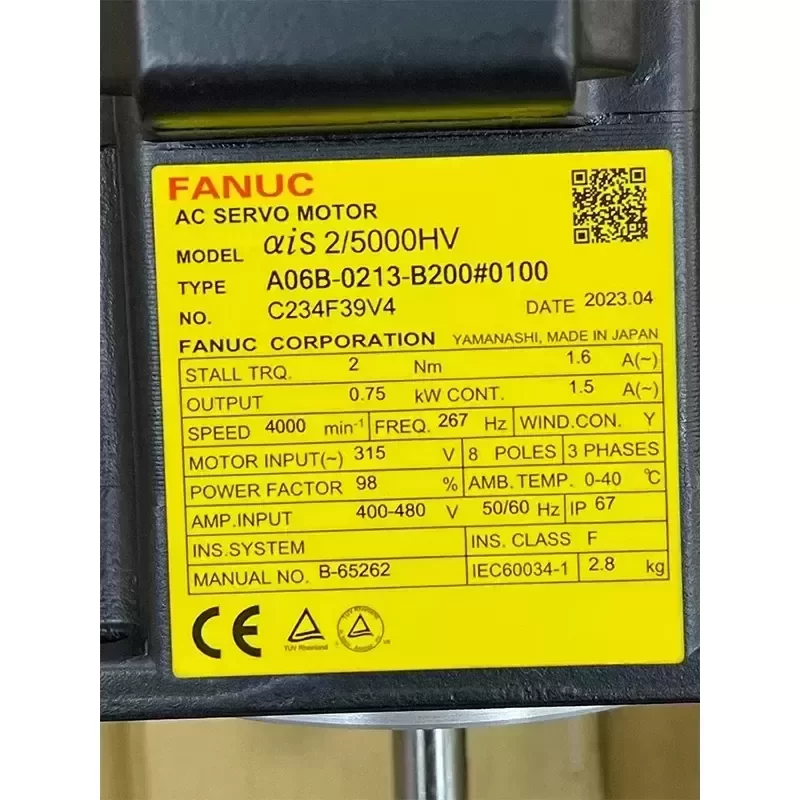 FANUC
AC SERVO MOTOR
MODEL αiS 2/5000HV
TYPE A06B-0213-B200#0100
NO. C234F39V4 DATE 2023.04
FANUC CORPORATION YAMANASHI, MADE IN JAPAN
STALL TRQ. 2 Nm 1.6 A(~)
OUTPUT 0.75 kW CONT. 1.5 A(~)
SPEED 4000 min-1 FREQ. 267 Hz WIND.CON. Y
MOTOR INPUT(~) 315 V 8 POLES 3 PHASES
POWER FACTOR 98 % AMB.TEMP. 0-40 ℃
AMP.INPUT 400-480 V 50/60 Hz IP 67
INS.SYSTEM INS. CLASS F
MANUAL NO. B-65262 IEC60034-1 2.8 kg
CE
TÜV Rheinland